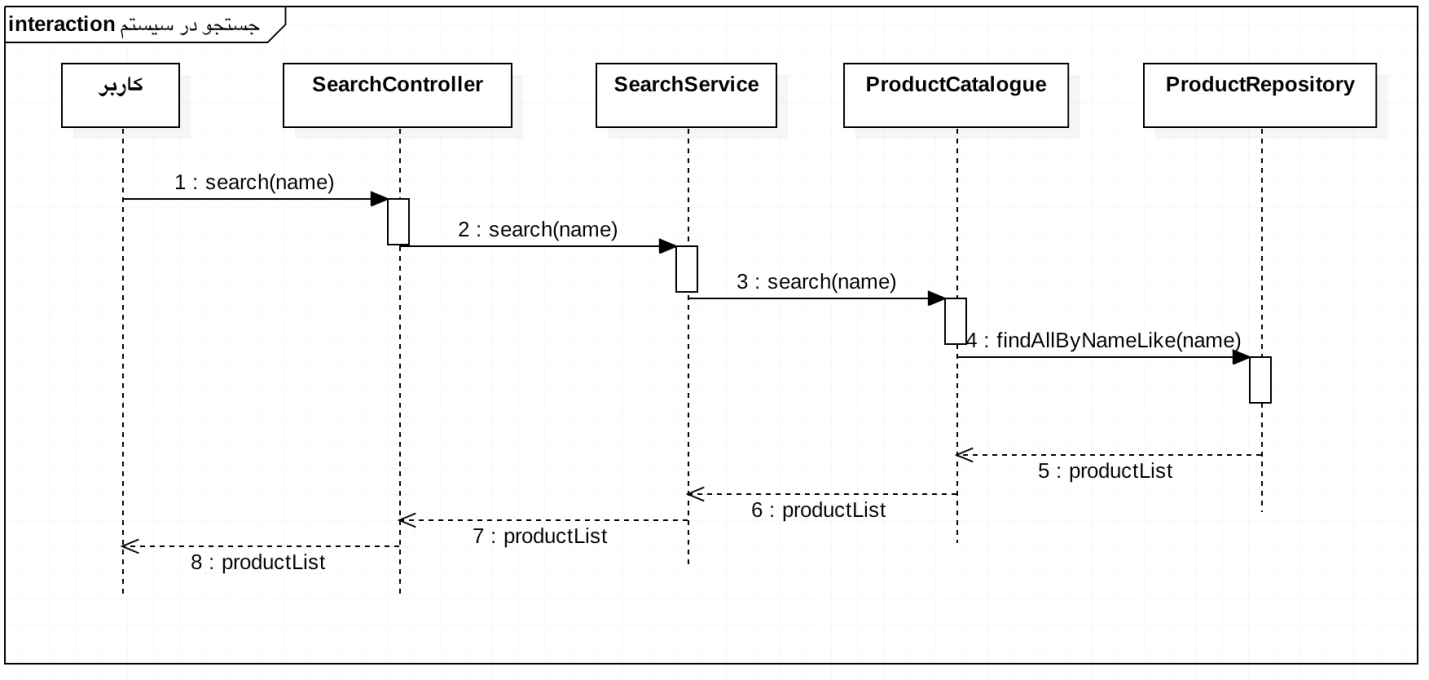 interaction جستجو در سیستم
کاربر
SearchController
SearchService
ProductCatalogue
ProductRepository
1 : search(name)
2 : search(name)
3 : search(name)
4 : findAllByNameLike(name)
5 : productList
6 : productList
7 : productList
8 : productList